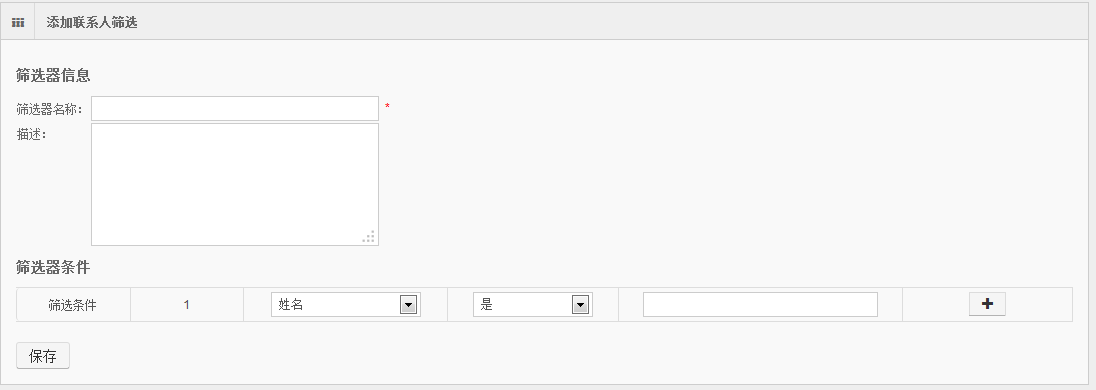 添加联系人筛选
筛选器信息
筛选器名称： *
描述：
筛选器条件
筛选条件 1 姓名 是
保存